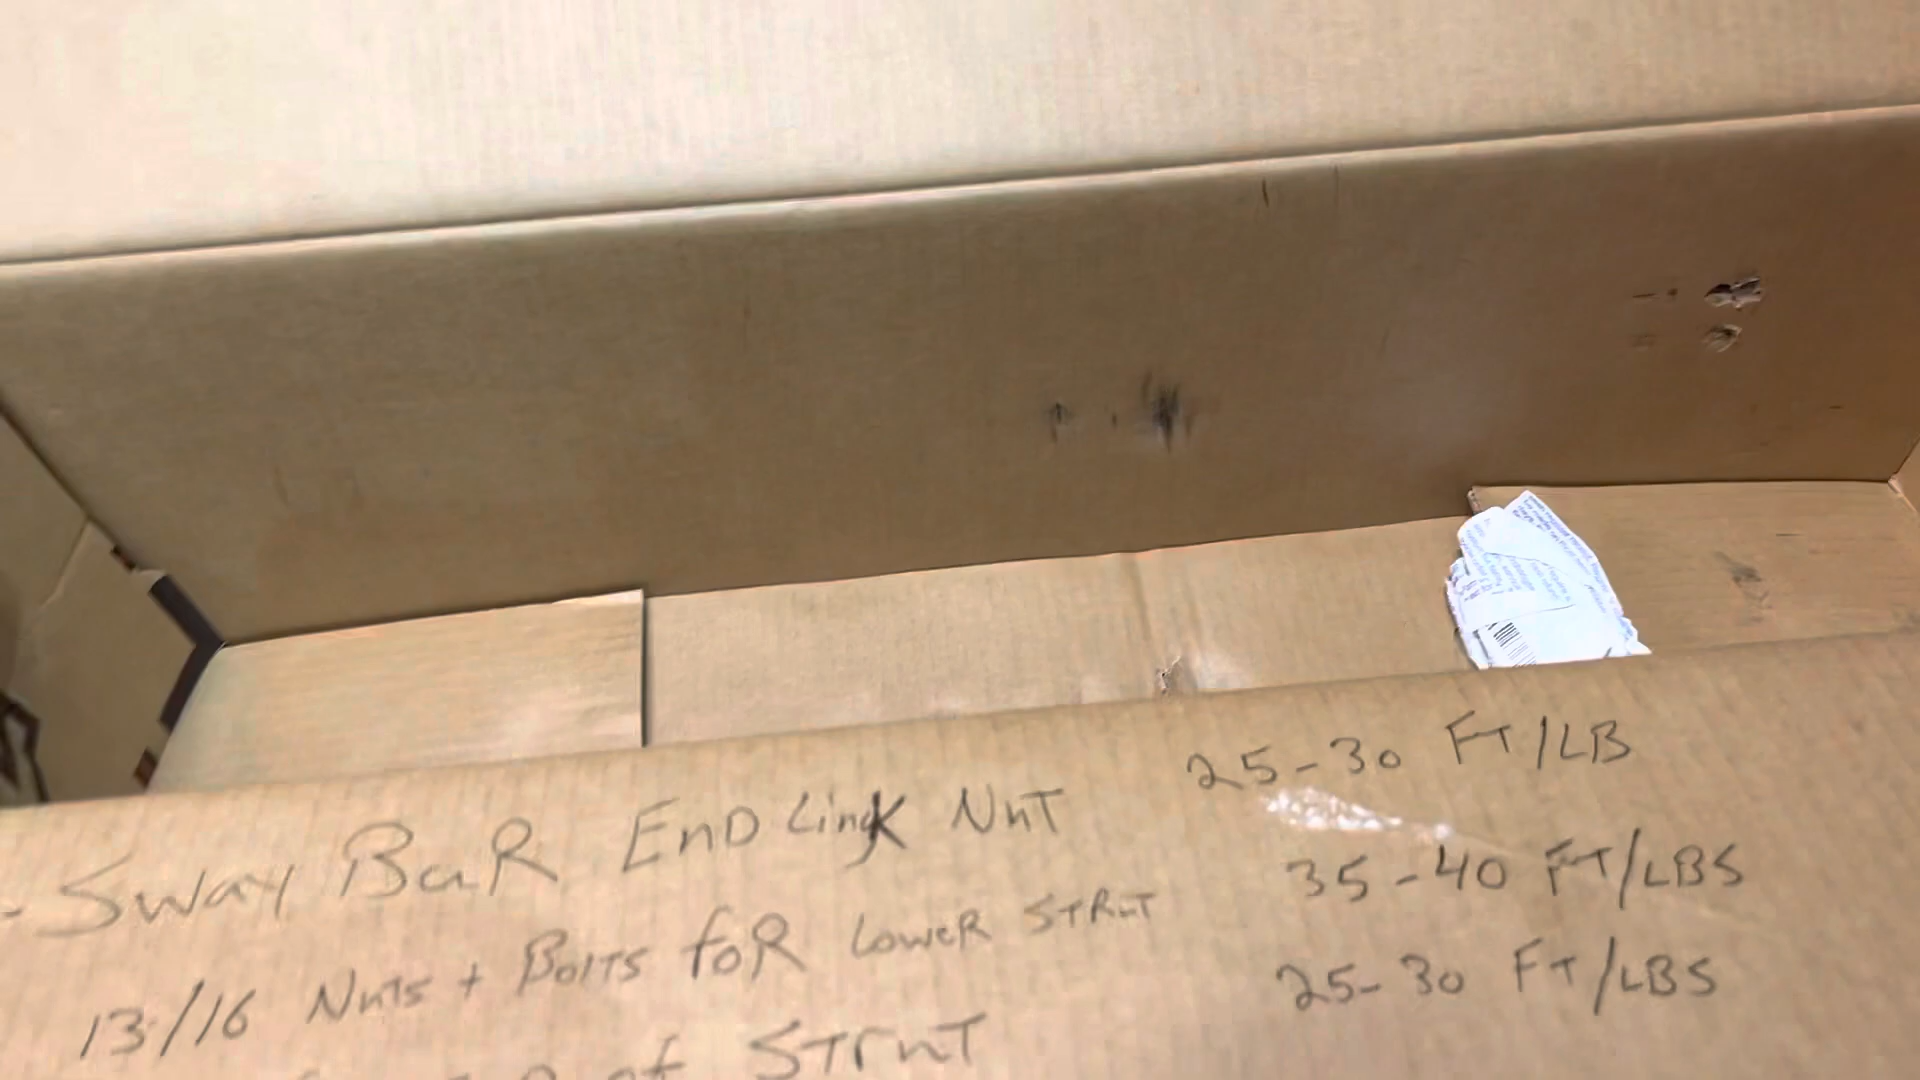 - Sway BaR EnD Link NuT 25-30 FT/LB
13/16 NuTs + BolTs foR LoweR STRuT 35-40 FT/LBS
of STruT 25-30 FT/LBS